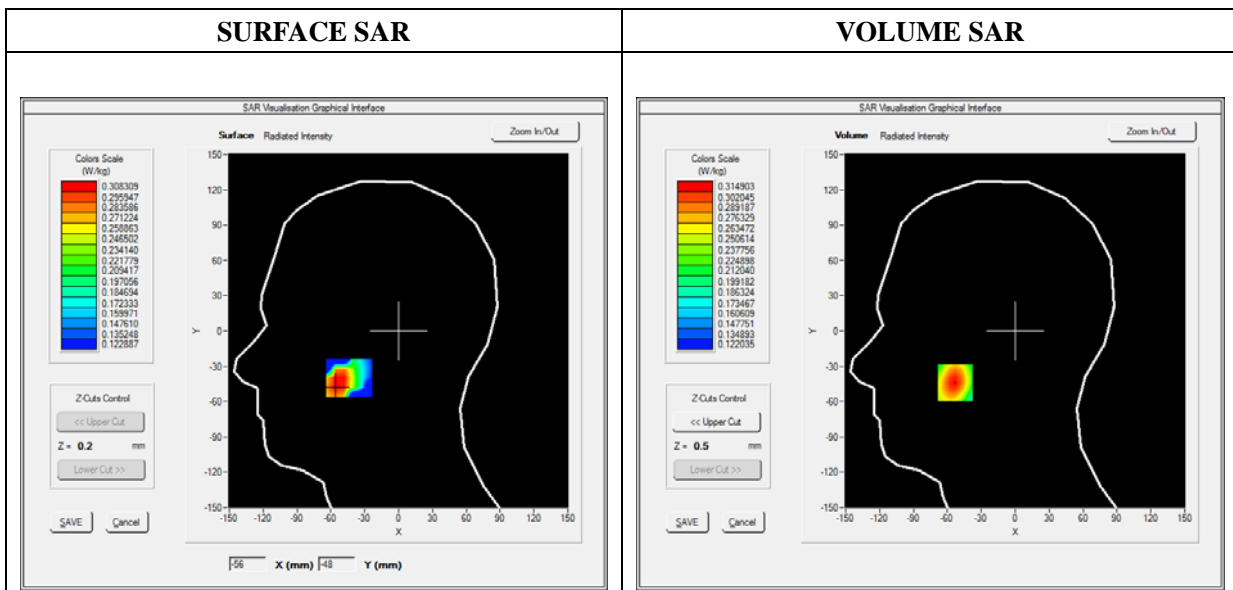 SURFACE SAR
VOLUME SAR
SAR Visualisation Graphical Interface
Surface Radiated Intensity
Zoom In/Out
Colors Scale
(W/kg)
0.308309
0.295947
0.283586
0.271224
0.258863
0.246502
0.234140
0.221779
0.209417
0.197056
0.184694
0.172333
0.159971
0.147610
0.135248
0.122887
Z-Cuts Control
<< Upper Cut
Z = 0.2 mm
Lower Cut >>
SAVE Cancel
150
120
90
60
30
0
-30
-60
-90
-120
-150
Y
-150 -120 -90 -60 -30 0 30 60 90 120 150
X
-56 X (mm) -48 Y (mm)
SAR Visualisation Graphical Interface
Volume Radiated Intensity
Zoom In/Out
Colors Scale
(W/kg)
0.314903
0.302045
0.289187
0.276329
0.263472
0.250614
0.237756
0.224898
0.212040
0.199182
0.186324
0.173467
0.160609
0.147751
0.134893
0.122035
Z-Cuts Control
<< Upper Cut
Z = 0.5 mm
Lower Cut >>
SAVE Cancel
150
120
90
60
30
0
-30
-60
-90
-120
-150
Y
-150 -120 -90 -60 -30 0 30 60 90 120 150
X